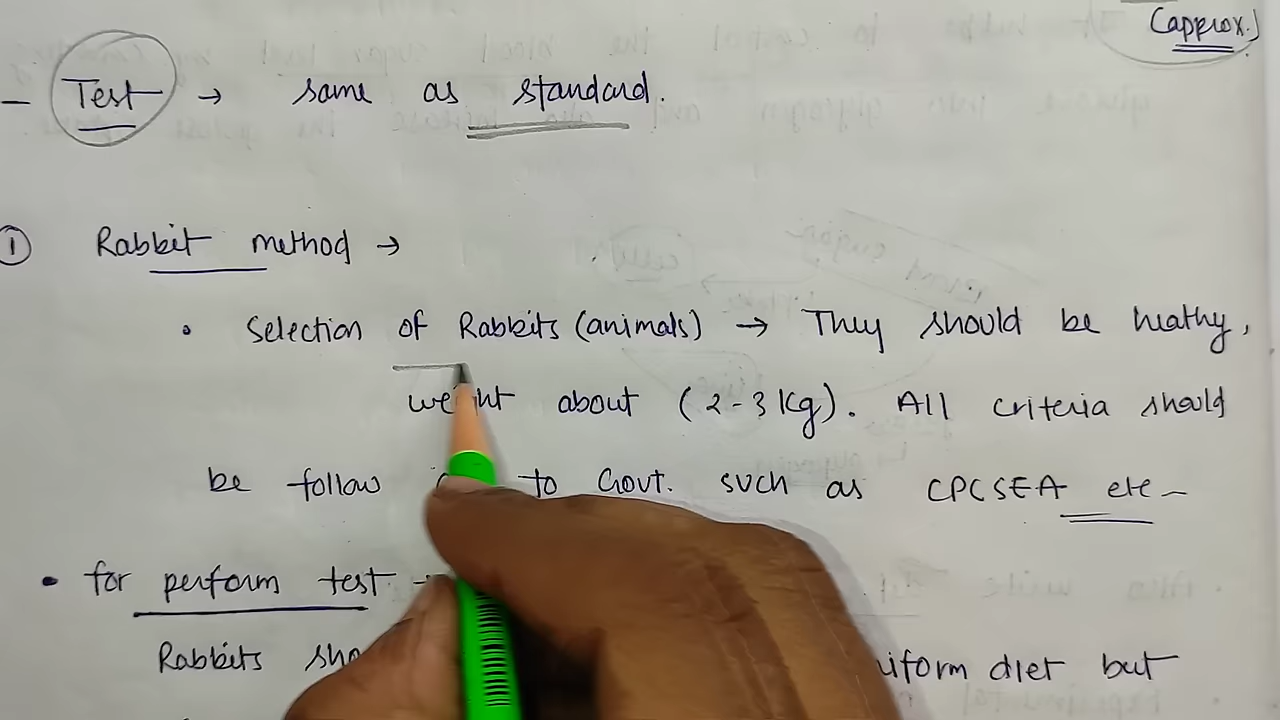 (approx.)
- Test → same as standard.
① Rabbit method →
• Selection of Rabbits (animals) → They should be heathy,
weight about (2-3 Kg). All criteria should
be follow to Govt. such as CPCSEA etc -
• for perform test →
Rabbits diet but